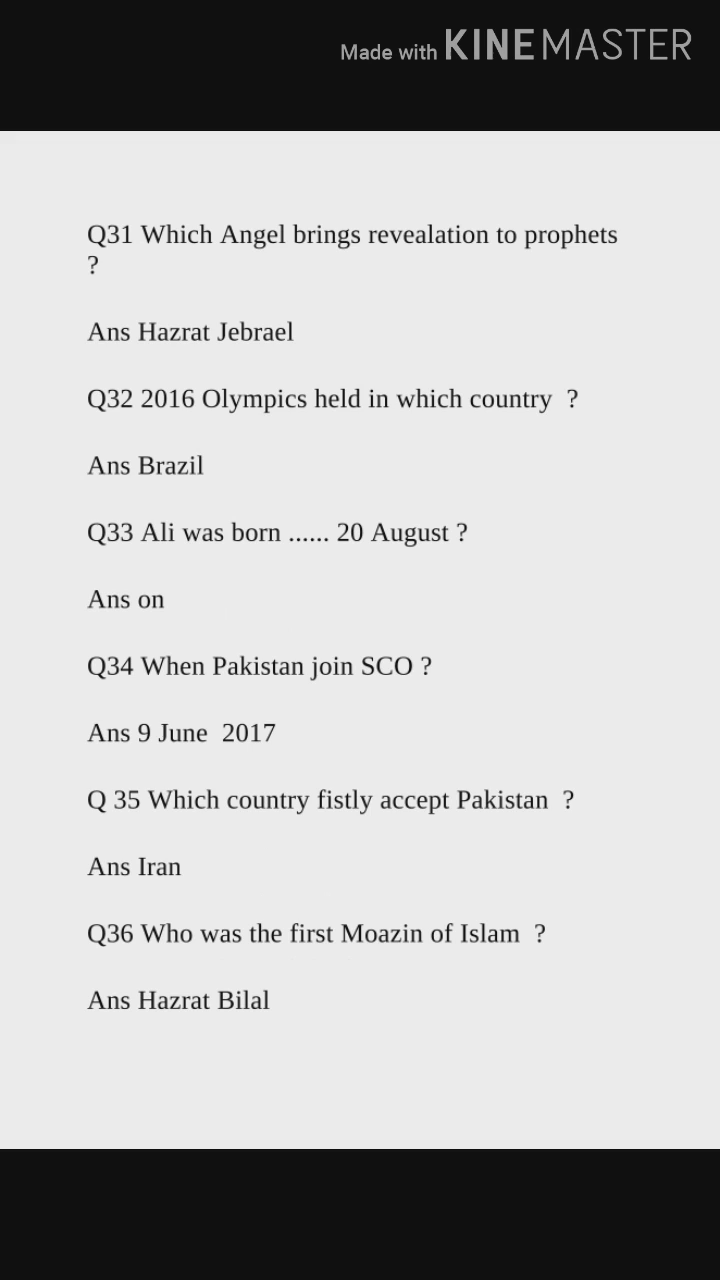 Made with KINEMASTER
Q31 Which Angel brings revealation to prophets
?
Ans Hazrat Jebrael
Q32 2016 Olympics held in which country  ?
Ans Brazil
Q33 Ali was born ...... 20 August ?
Ans on
Q34 When Pakistan join SCO ?
Ans 9 June  2017
Q 35 Which country fistly accept Pakistan  ?
Ans Iran
Q36 Who was the first Moazin of Islam  ?
Ans Hazrat Bilal